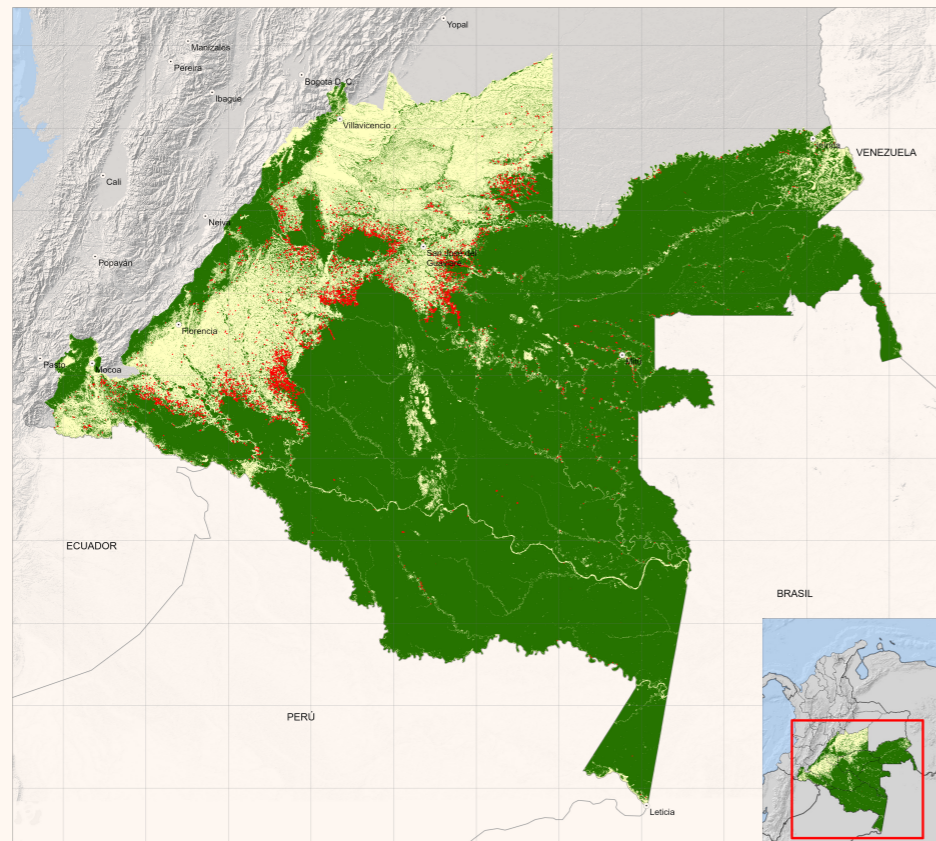 Yopal
Manizales
Pereira
Bogotá D. C.
Ibagué
Villavicencio
VENEZUELA
Cali
Neiva
San José del
Guaviare
Popayán
Florencia
Mitú
Pasto
Mocoa
ECUADOR
BRASIL
PERÚ
Leticia